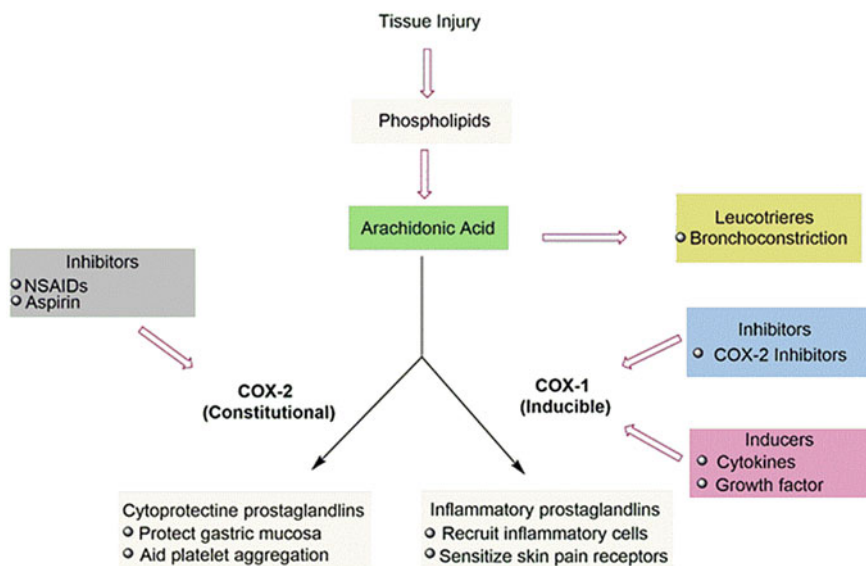 Tissue Injury
Phospholipids
Arachidonic Acid
Leucotrieres
Bronchoconstriction
Inhibitors
NSAIDs
Aspirin
Inhibitors
COX-2 Inhibitors
COX-2
(Constitutional)
COX-1
(Inducible)
Inducers
Cytokines
Growth factor
Cytoprotectine prostaglandlins
Protect gastric mucosa
Aid platelet aggregation
Inflammatory prostaglandlins
Recruit inflammatory cells
Sensitize skin pain receptors